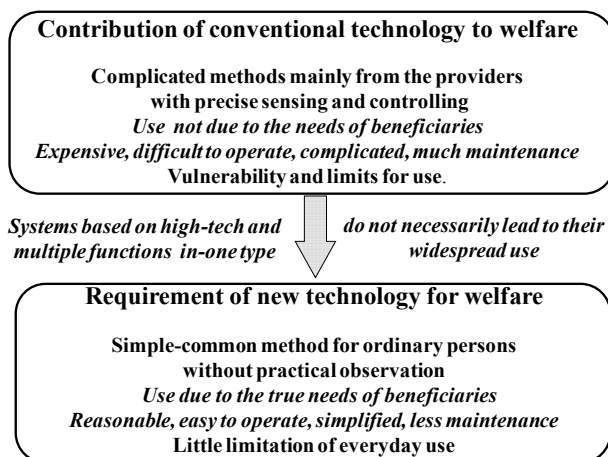 Contribution of conventional technology to welfare
Complicated methods mainly from the providers
with precise sensing and controlling
Use not due to the needs of beneficiaries
Expensive, difficult to operate, complicated, much maintenance
Vulnerability and limits for use.
Systems based on high-tech and
multiple functions in-one type
do not necessarily lead to their
widespread use
Requirement of new technology for welfare
Simple-common method for ordinary persons
without practical observation
Use due to the true needs of beneficiaries
Reasonable, easy to operate, simplified, less maintenance
Little limitation of everyday use